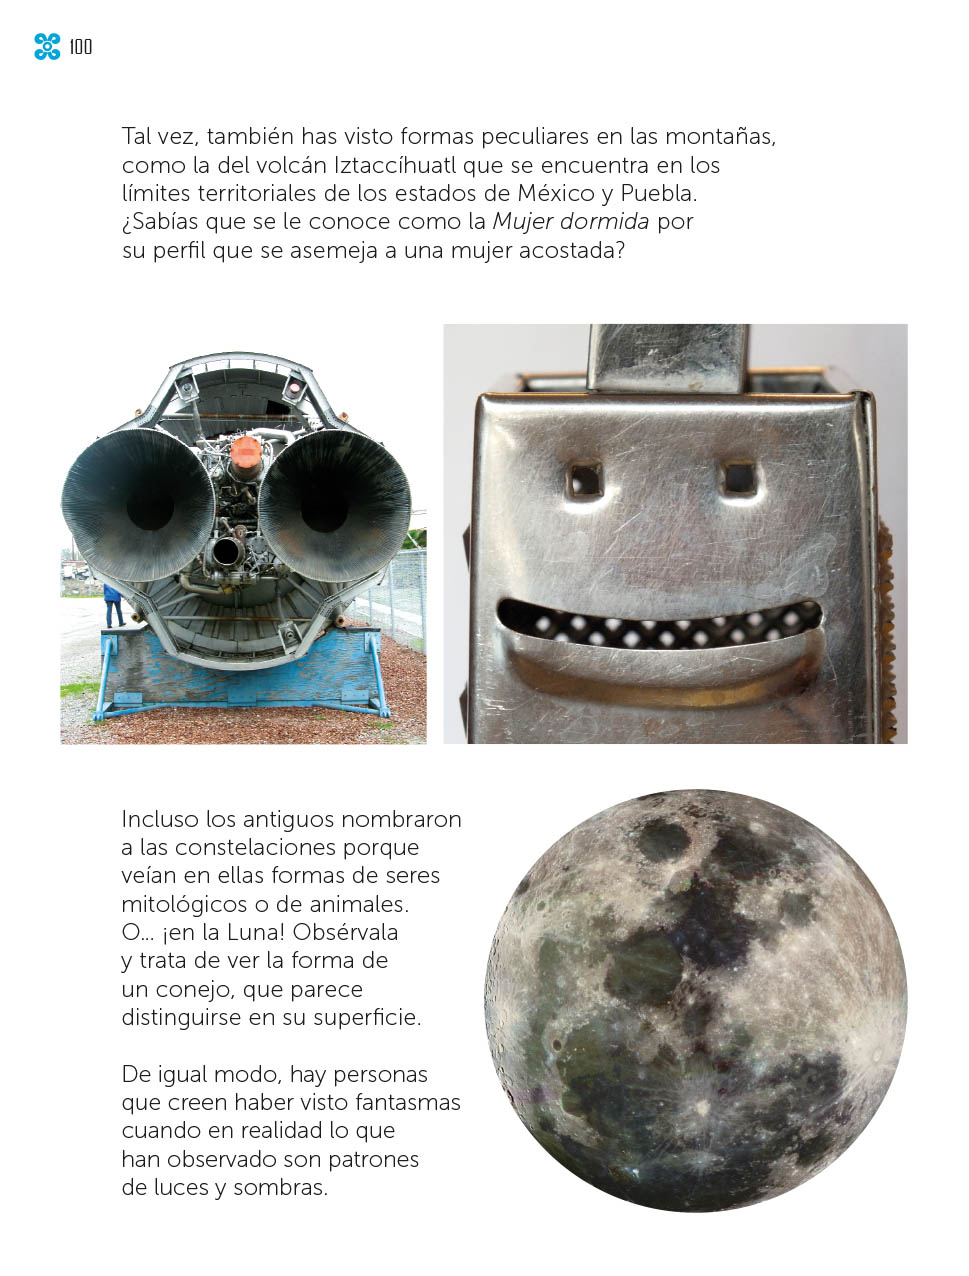 100
Tal vez, también has visto formas peculiares en las montañas,
como la del volcán Iztaccíhuatl que se encuentra en los
límites territoriales de los estados de México y Puebla.
¿Sabías que se le conoce como la Mujer dormida por
su perfil que se asemeja a una mujer acostada?
Incluso los antiguos nombraron
a las constelaciones porque
veían en ellas formas de seres
mitológicos o de animales.
O... ¡en la Luna! Obsérvala
y trata de ver la forma de
un conejo, que parece
distinguirse en su superficie.
De igual modo, hay personas
que creen haber visto fantasmas
cuando en realidad lo que
han observado son patrones
de luces y sombras.